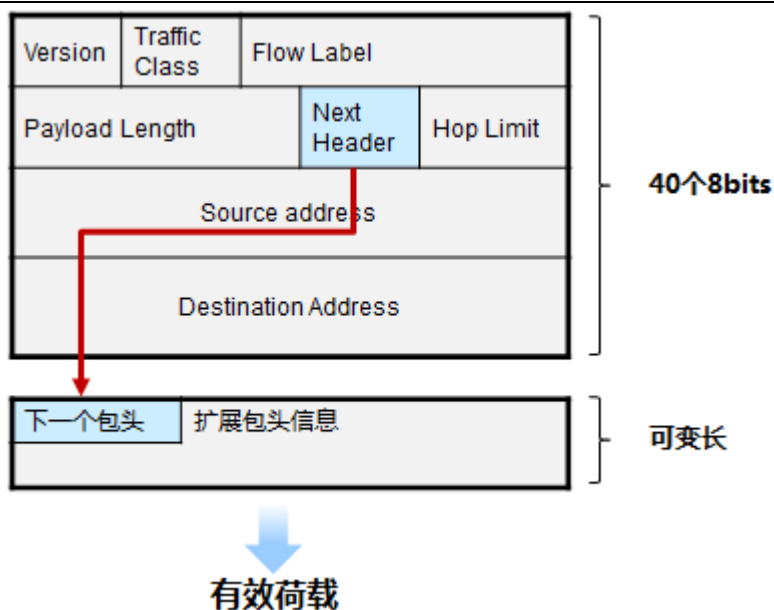 Version
Traffic
Class
Flow Label
Payload Length
Next
Header
Hop Limit
40个8bits
Source address
Destination Address
下一个包头
扩展包头信息
可变长
有效荷载